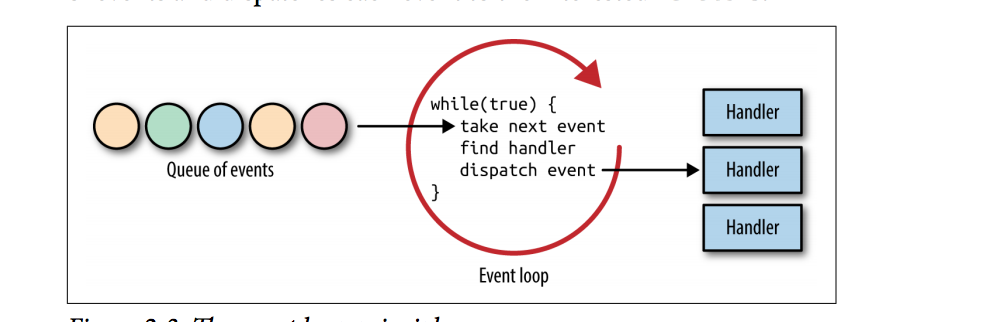 while(true) {
take next event
find handler
dispatch event
}
Queue of events
Event loop
Handler
Handler
Handler